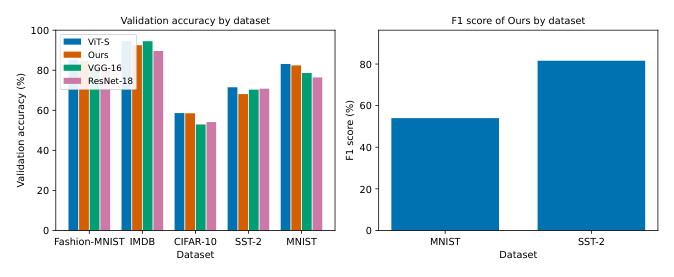 Validation accuracy by dataset
Validation accuracy (%)
100
80
60
40
20
0
ViT-S
Ours
VGG-16
ResNet-18
Fashion-MNIST IMDB CIFAR-10 SST-2 MNIST
Dataset
F1 score of Ours by dataset
F1 score (%)
80
60
40
20
0
MNIST SST-2
Dataset